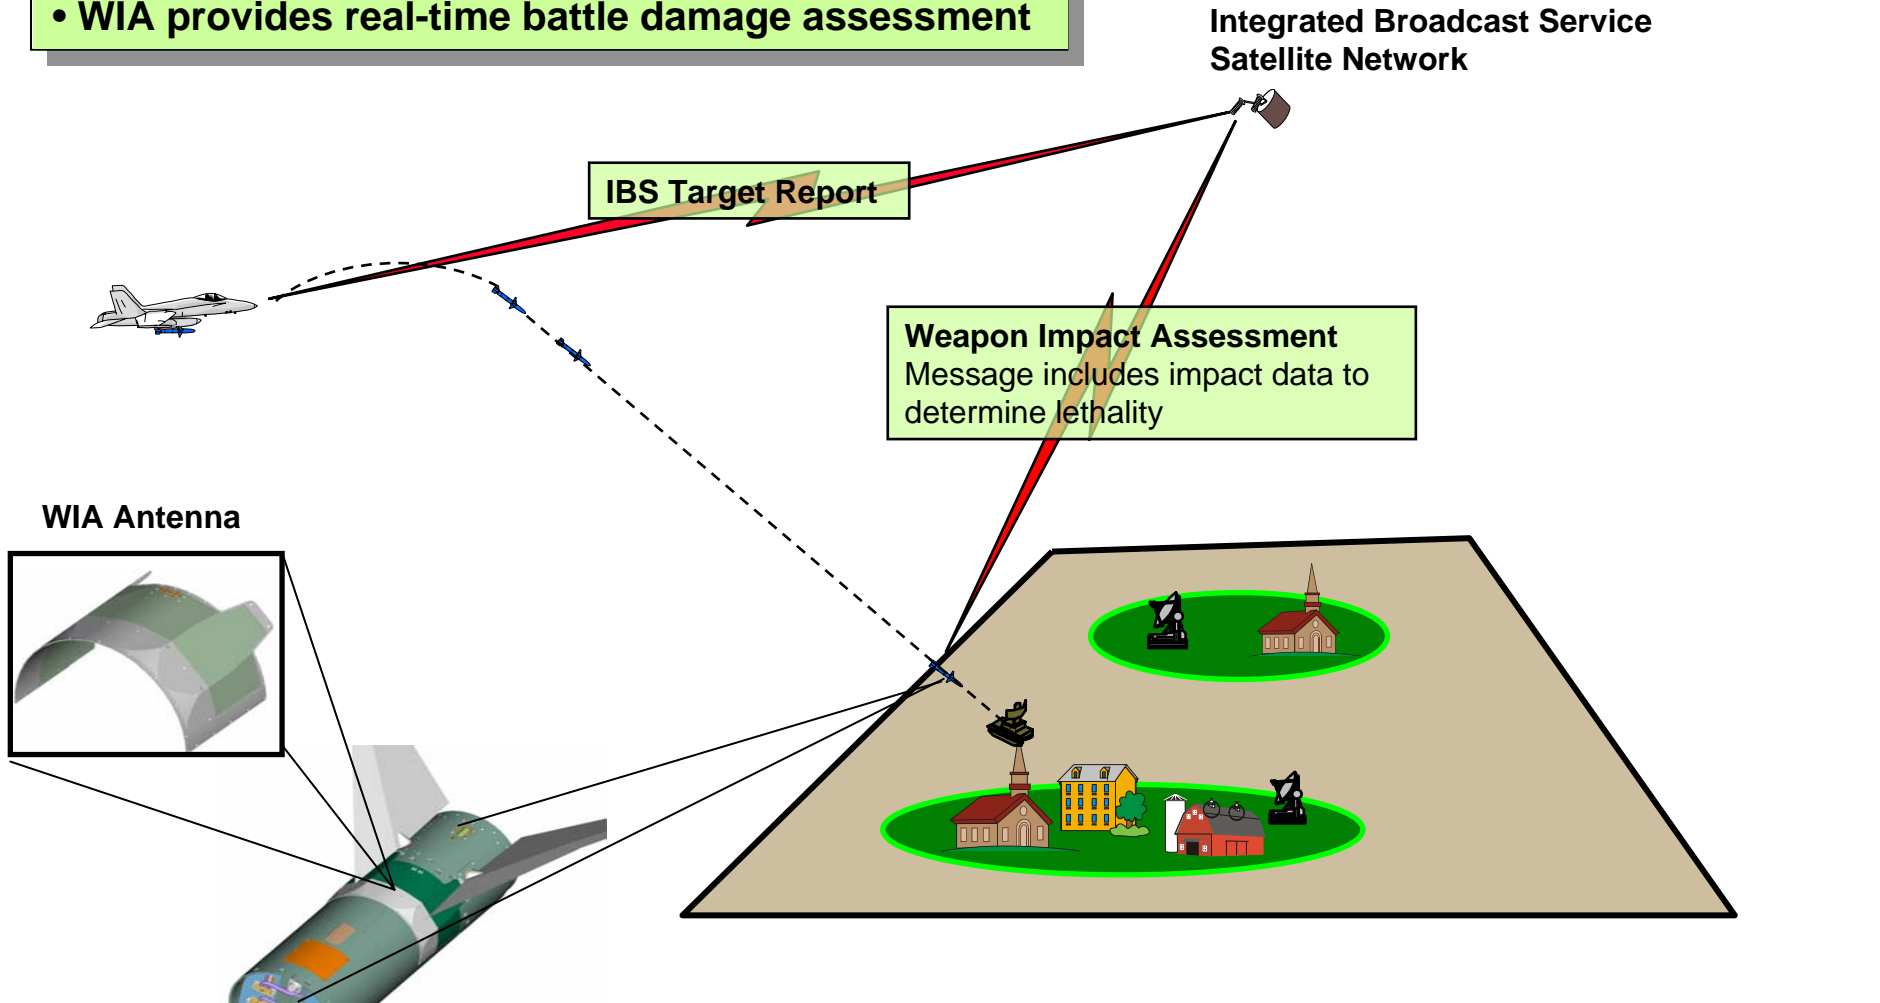 • WIA provides real-time battle damage assessment
Integrated Broadcast Service
Satellite Network
IBS Target Report
Weapon Impact Assessment
Message includes impact data to
determine lethality
WIA Antenna